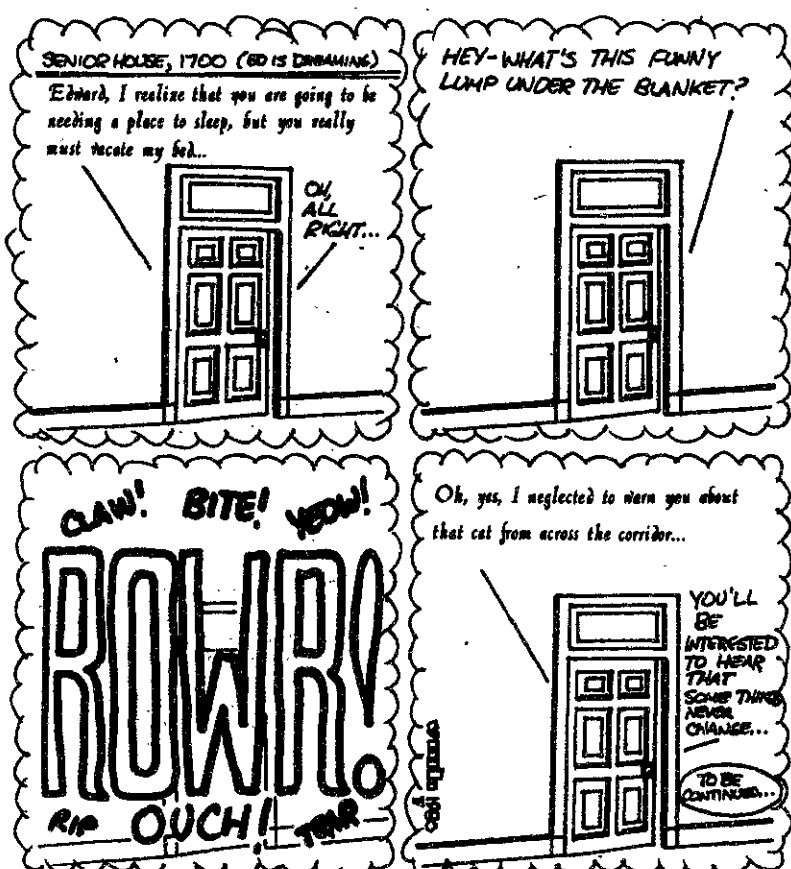 SENIOR HOUSE, 1700 (ED IS DREAMING)
Edward, I realize that you are going to be
needing a place to sleep, but you really
must vacate my bed...
OH,
ALL
RIGHT...
HEY-WHAT'S THIS FUNNY
LUMP UNDER THE BLANKET?
CLAW! BITE! YEOW!
ROWR!
RIP OUCH! TEAR
Oh, yes, I neglected to warn you about
that cat from across the corridor...
YOU'LL
BE
INTERESTED
TO HEAR
THAT
SOME THINGS
NEVER
CHANGE...
TO BE
CONTINUED...